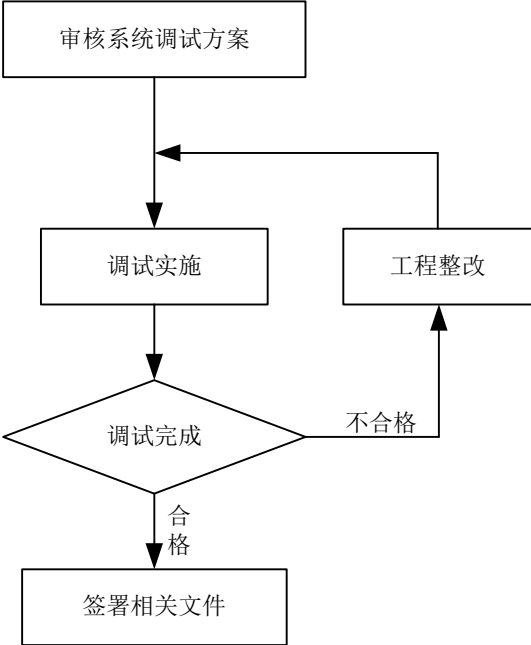 审核系统调试方案
调试实施
工程整改
调试完成
不合格
合
格
签署相关文件